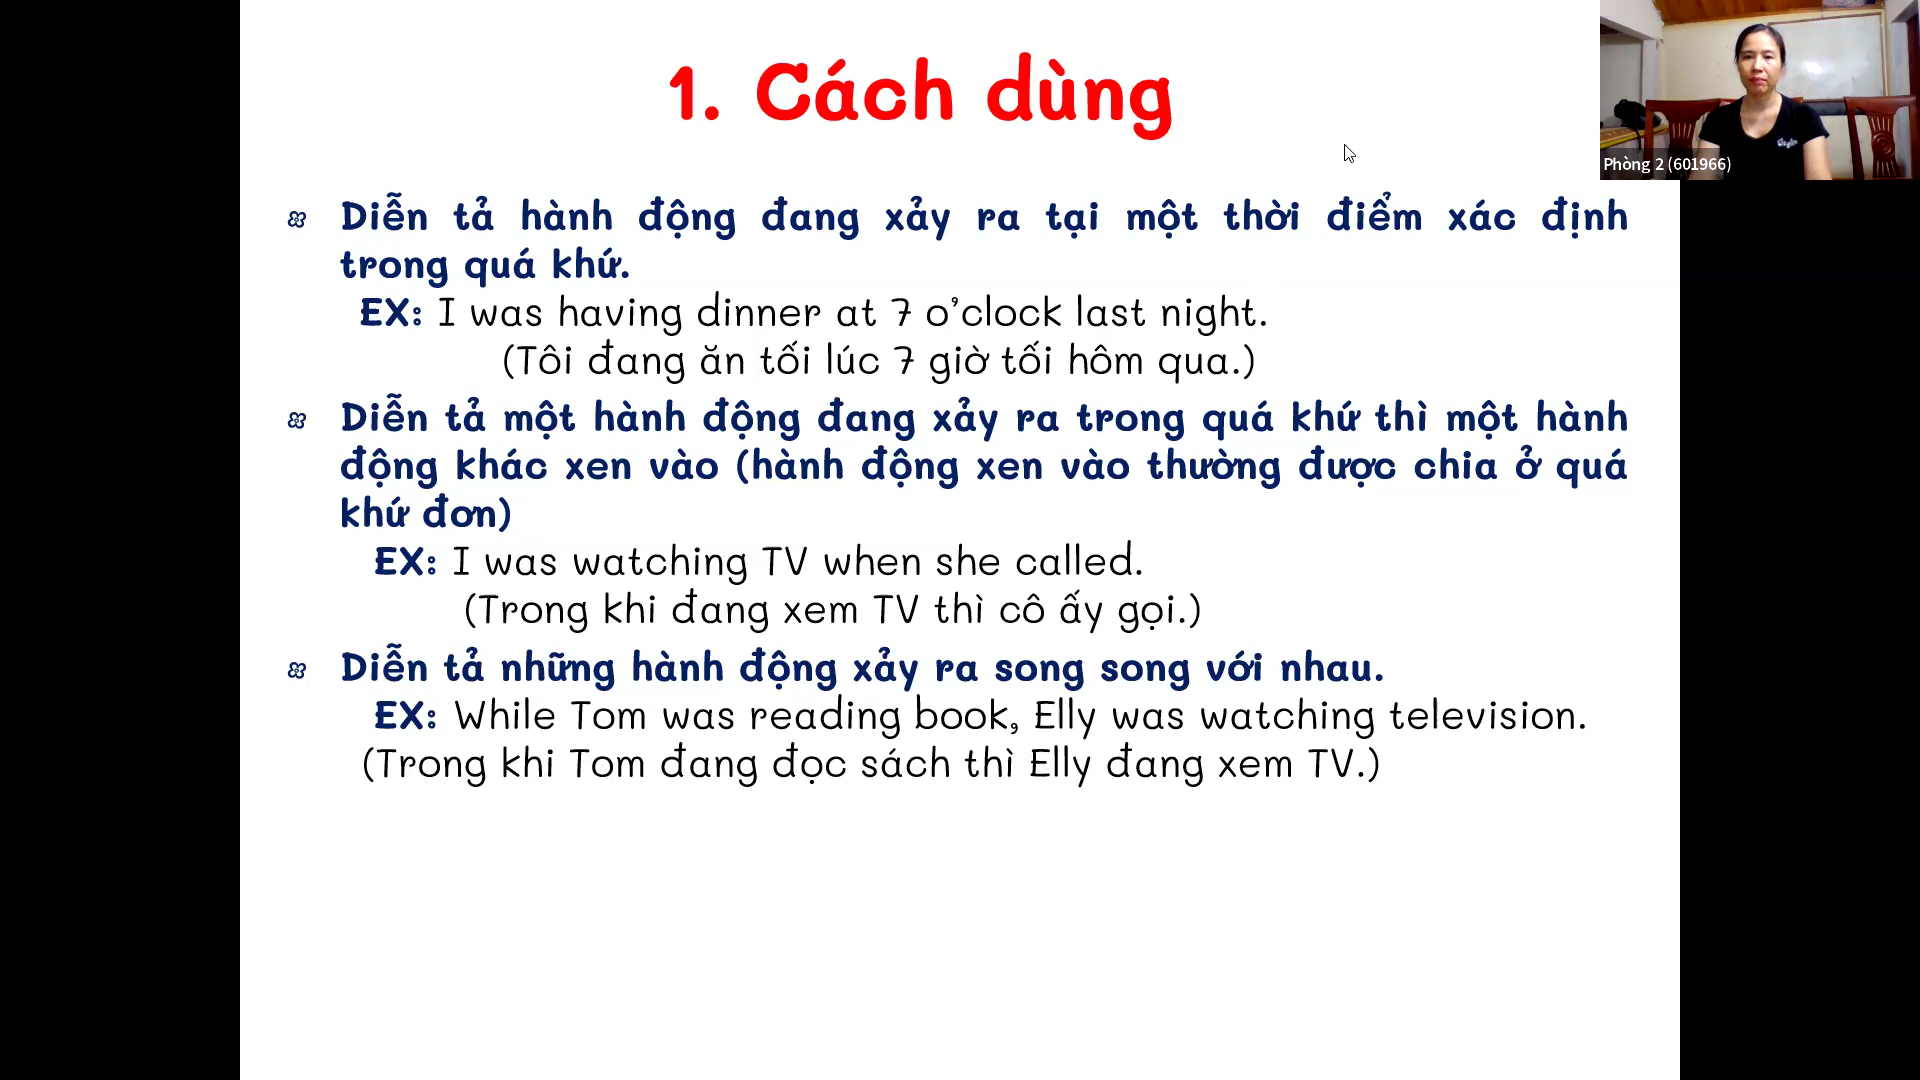 1. Cách dùng
Phòng 2 (601966)
Diễn tả hành động đang xảy ra tại một thời điểm xác định
trong quá khứ.
EX: I was having dinner at 7 o’clock last night.
(Tôi đang ăn tối lúc 7 giờ tối hôm qua.)
Diễn tả một hành động đang xảy ra trong quá khứ thì một hành
động khác xen vào (hành động xen vào thường được chia ở quá
khứ đơn)
EX: I was watching TV when she called.
(Trong khi đang xem TV thì cô ấy gọi.)
Diễn tả những hành động xảy ra song song với nhau.
EX: While Tom was reading book, Elly was watching television.
(Trong khi Tom đang đọc sách thì Elly đang xem TV.)